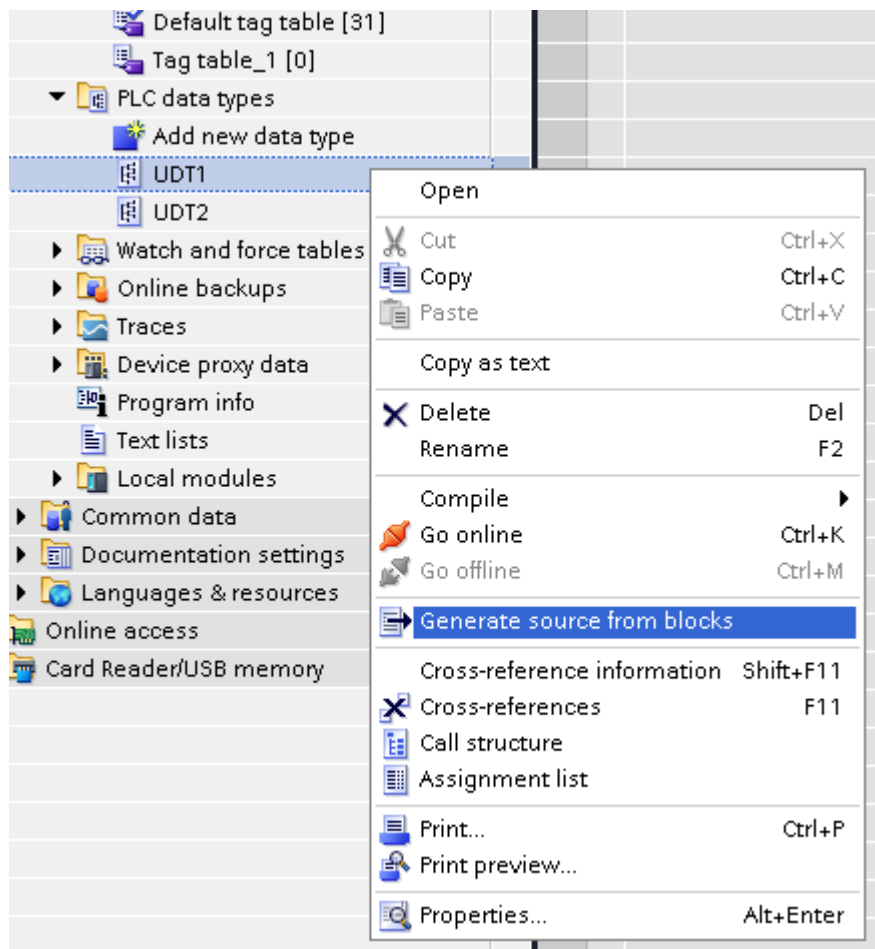 Default tag table [31]
Tag table_1 [0]
PLC data types
Add new data type
UDT1
UDT2
Watch and force tables
Online backups
Traces
Device proxy data
Program info
Text lists
Local modules
Common data
Documentation settings
Languages & resources
Online access
Card Reader/USB memory
Open
Cut Ctrl+X
Copy Ctrl+C
Paste Ctrl+V
Copy as text
Delete Del
Rename F2
Compile
Go online Ctrl+K
Go offline Ctrl+M
Generate source from blocks
Cross-reference information Shift+F11
Cross-references F11
Call structure
Assignment list
Print... Ctrl+P
Print preview...
Properties... Alt+Enter